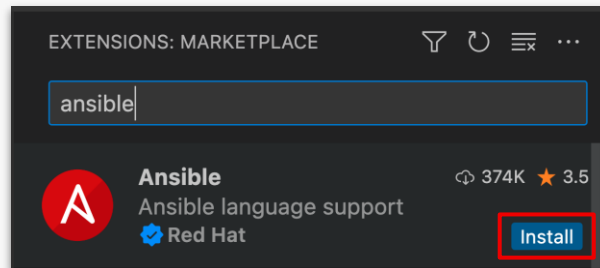 EXTENSIONS: MARKETPLACE
ansible
Ansible
374K
3.5
Ansible language support
Red Hat
Install